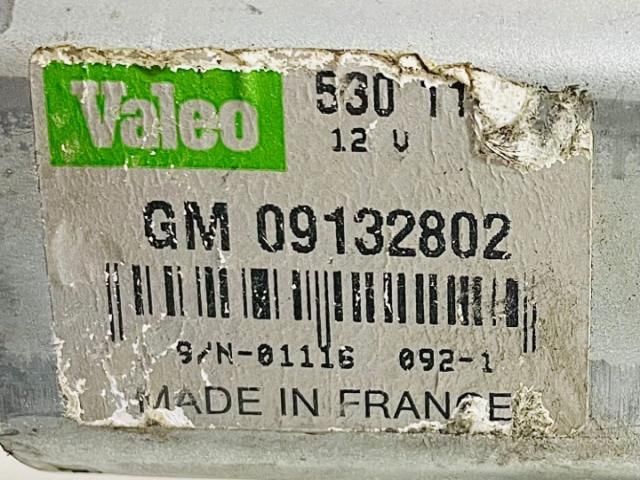 Valeo
530 11
12 V
GM 09132802
S/N-01116 092-1
MADE IN FRANCE